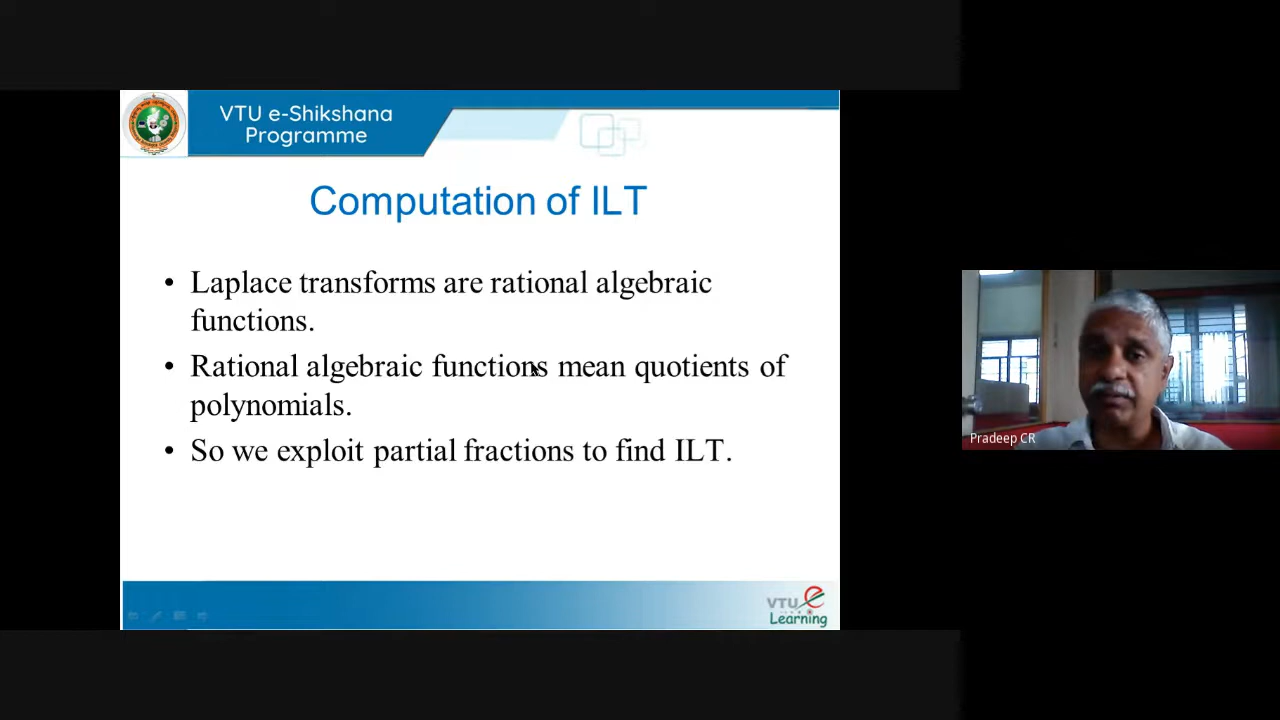 VTU e-Shikshana
Programme
Computation of ILT
• Laplace transforms are rational algebraic
functions.
• Rational algebraic functions mean quotients of
polynomials.
• So we exploit partial fractions to find ILT.
Pradeep CR
VTU e
Learning